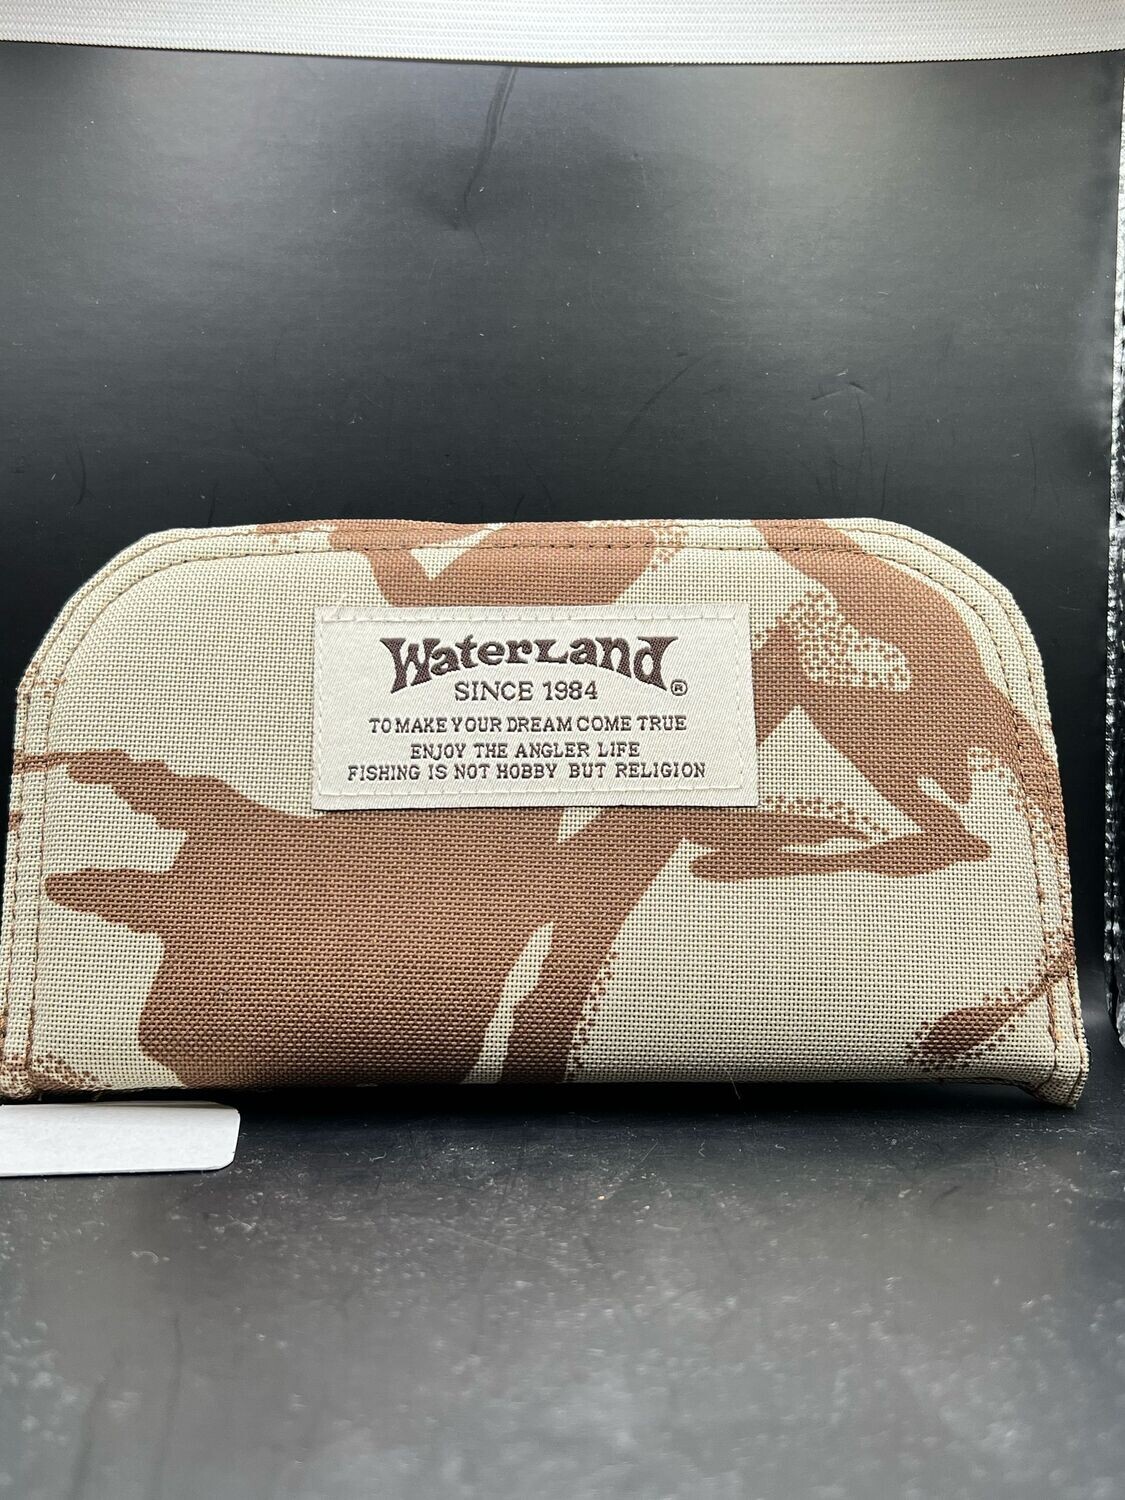 WaterLand®
SINCE 1984
TO MAKE YOUR DREAM COME TRUE
ENJOY THE ANGLER LIFE
FISHING IS NOT HOBBY BUT RELIGION